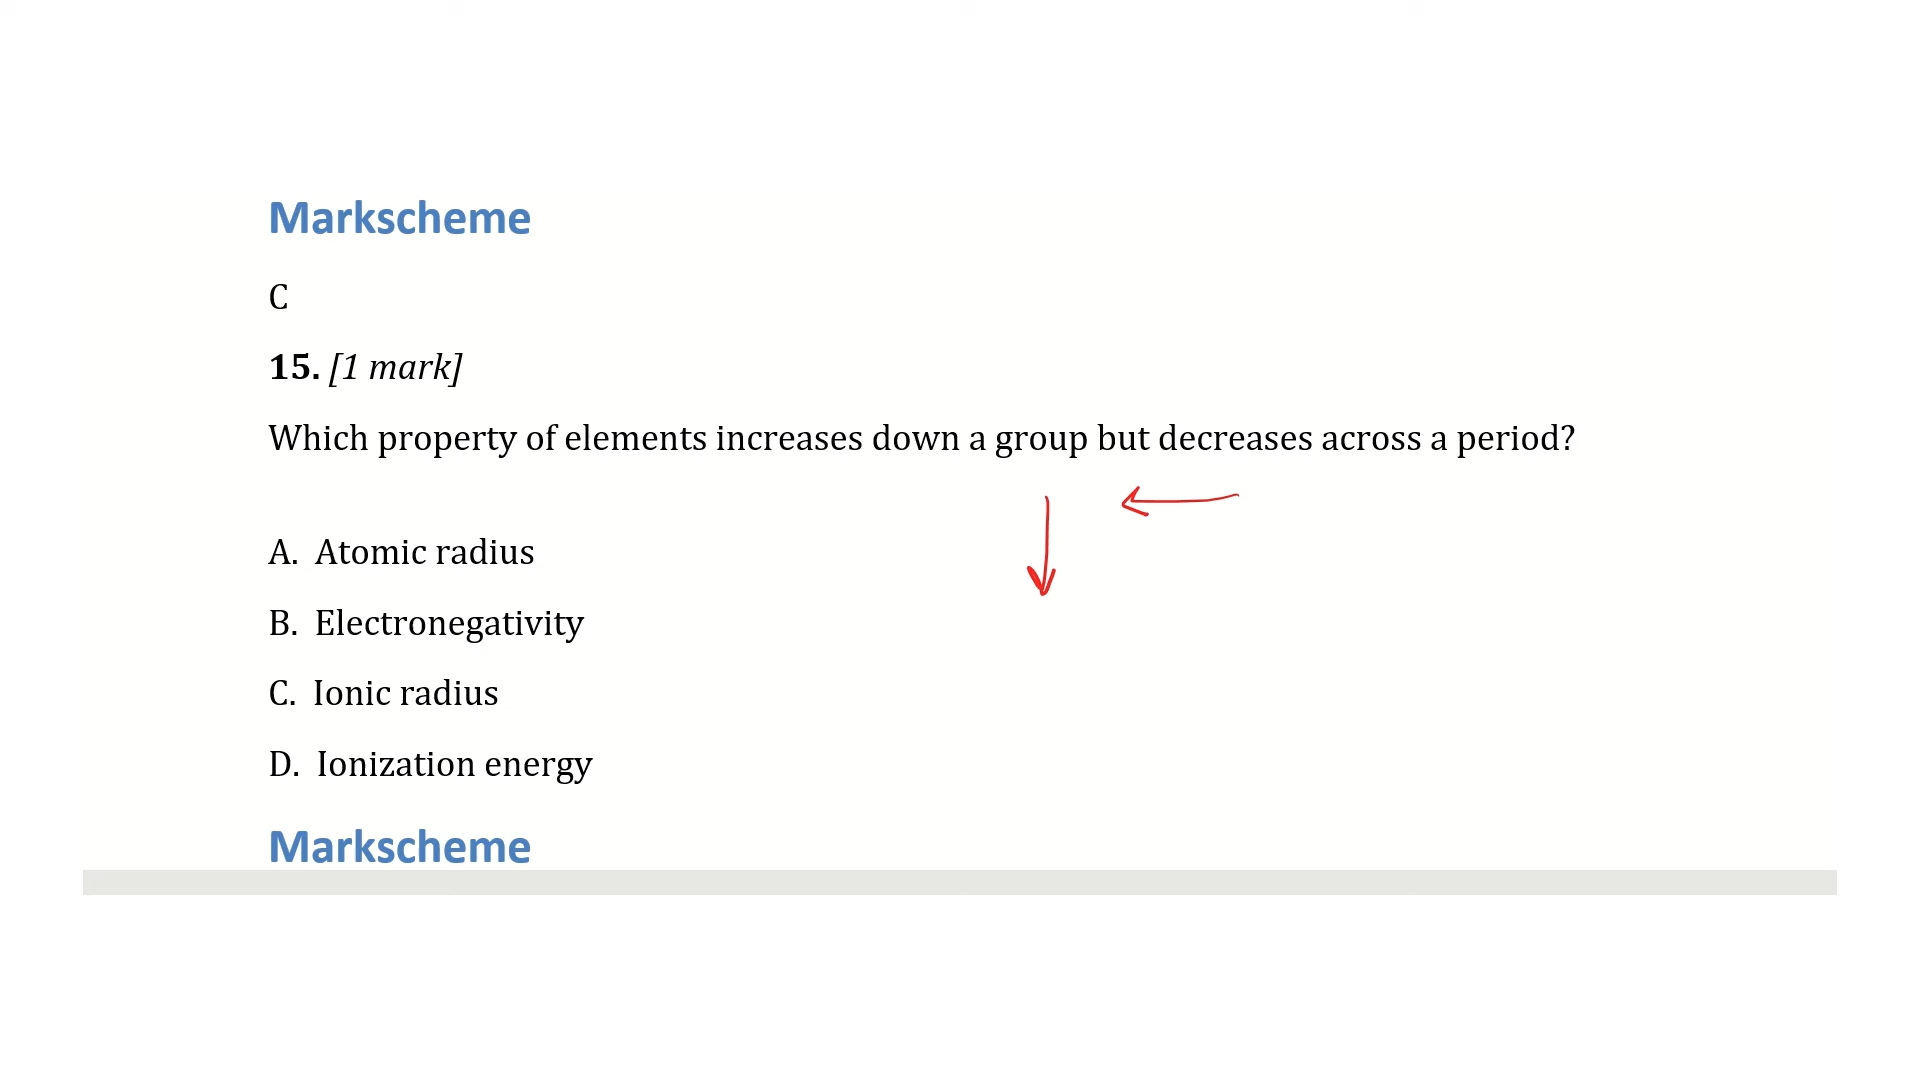 Markscheme
C
15. [1 mark]
Which property of elements increases down a group but decreases across a period?
A. Atomic radius
B. Electronegativity
C. Ionic radius
D. Ionization energy
Markscheme